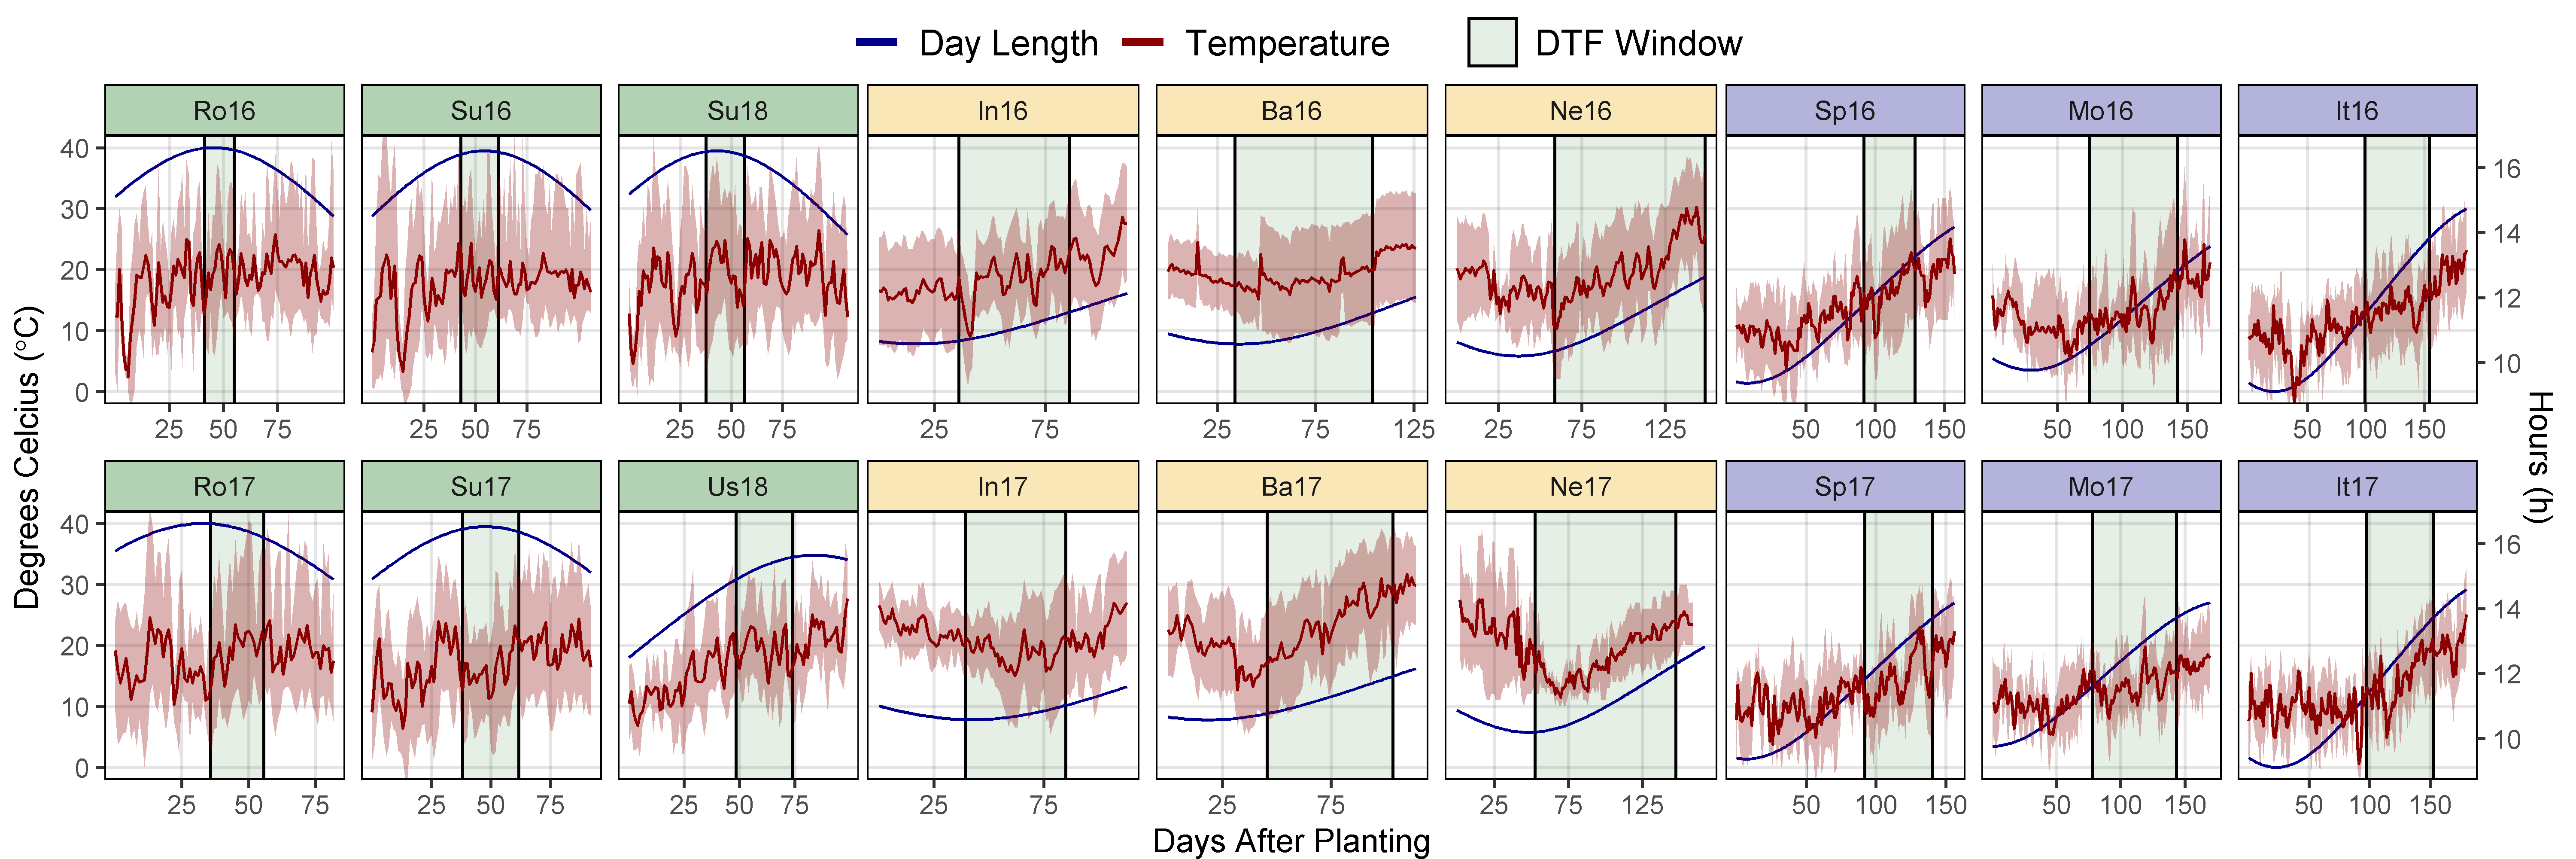 Day Length Temperature DTF Window
Ro16 Su16 Su18 In16 Ba16 Ne16 Sp16 Mo16 It16
40
30
20
10
0
16
14
12
10
25 50 75 25 50 75 25 50 75 25 75 25 75 125 25 75 125 50 100 150 50 100 150 50 100 150
Ro17 Su17 Us18 In17 Ba17 Ne17 Sp17 Mo17 It17
40
30
20
10
0
16
14
12
10
25 50 75 25 50 75 25 50 75 25 75 25 75 25 75 125 50 100 150 50 100 150 50 100 150
Degrees Celcius (°C)
Hours (h)
Days After Planting